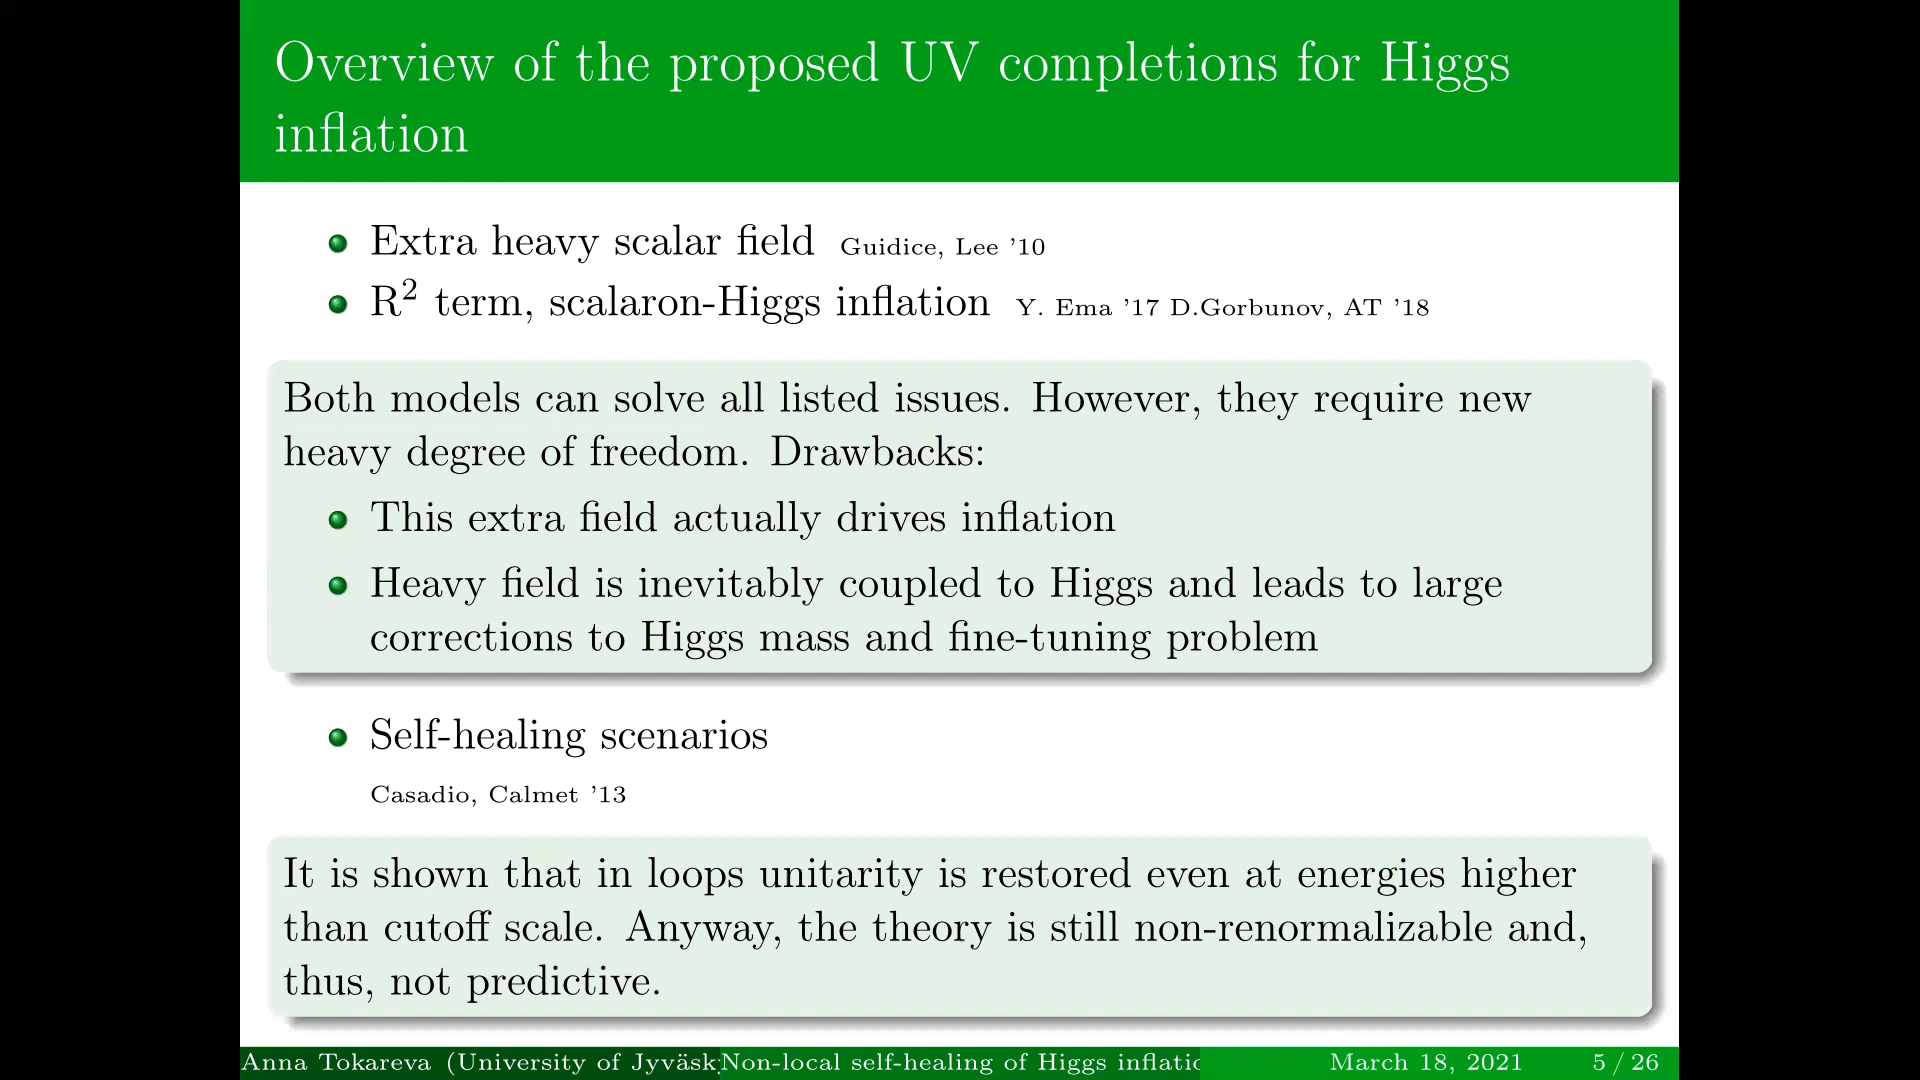 Overview of the proposed UV completions for Higgs
inflation
Extra heavy scalar field Guidice, Lee '10
R² term, scalaron-Higgs inflation Y. Ema '17 D.Gorbunov, AT '18
Both models can solve all listed issues. However, they require new
heavy degree of freedom. Drawbacks:
This extra field actually drives inflation
Heavy field is inevitably coupled to Higgs and leads to large
corrections to Higgs mass and fine-tuning problem
Self-healing scenarios
Casadio, Calmet '13
It is shown that in loops unitarity is restored even at energies higher
than cutoff scale. Anyway, the theory is still non-renormalizable and,
thus, not predictive.
Anna Tokareva (University of Jyväsky Non-local self-healing of Higgs inflatio March 18, 2021 5 / 26